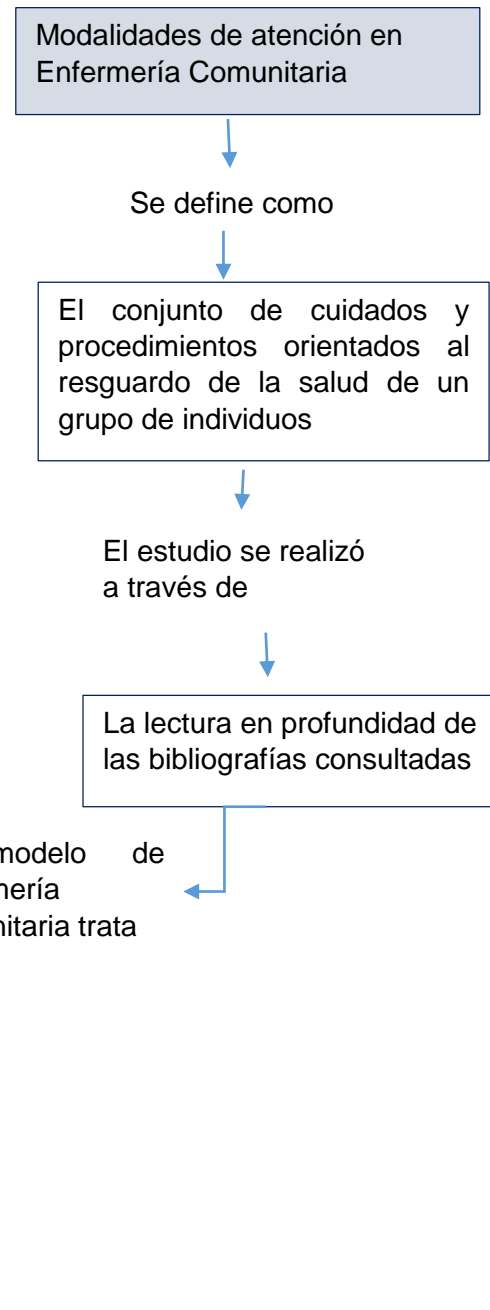 Modalidades de atención en
Enfermería Comunitaria
Se define como
El conjunto de cuidados y
procedimientos orientados al
resguardo de la salud de un
grupo de individuos
El estudio se realizó
a través de
La lectura en profundidad de
las bibliografías consultadas
modelo de
trata